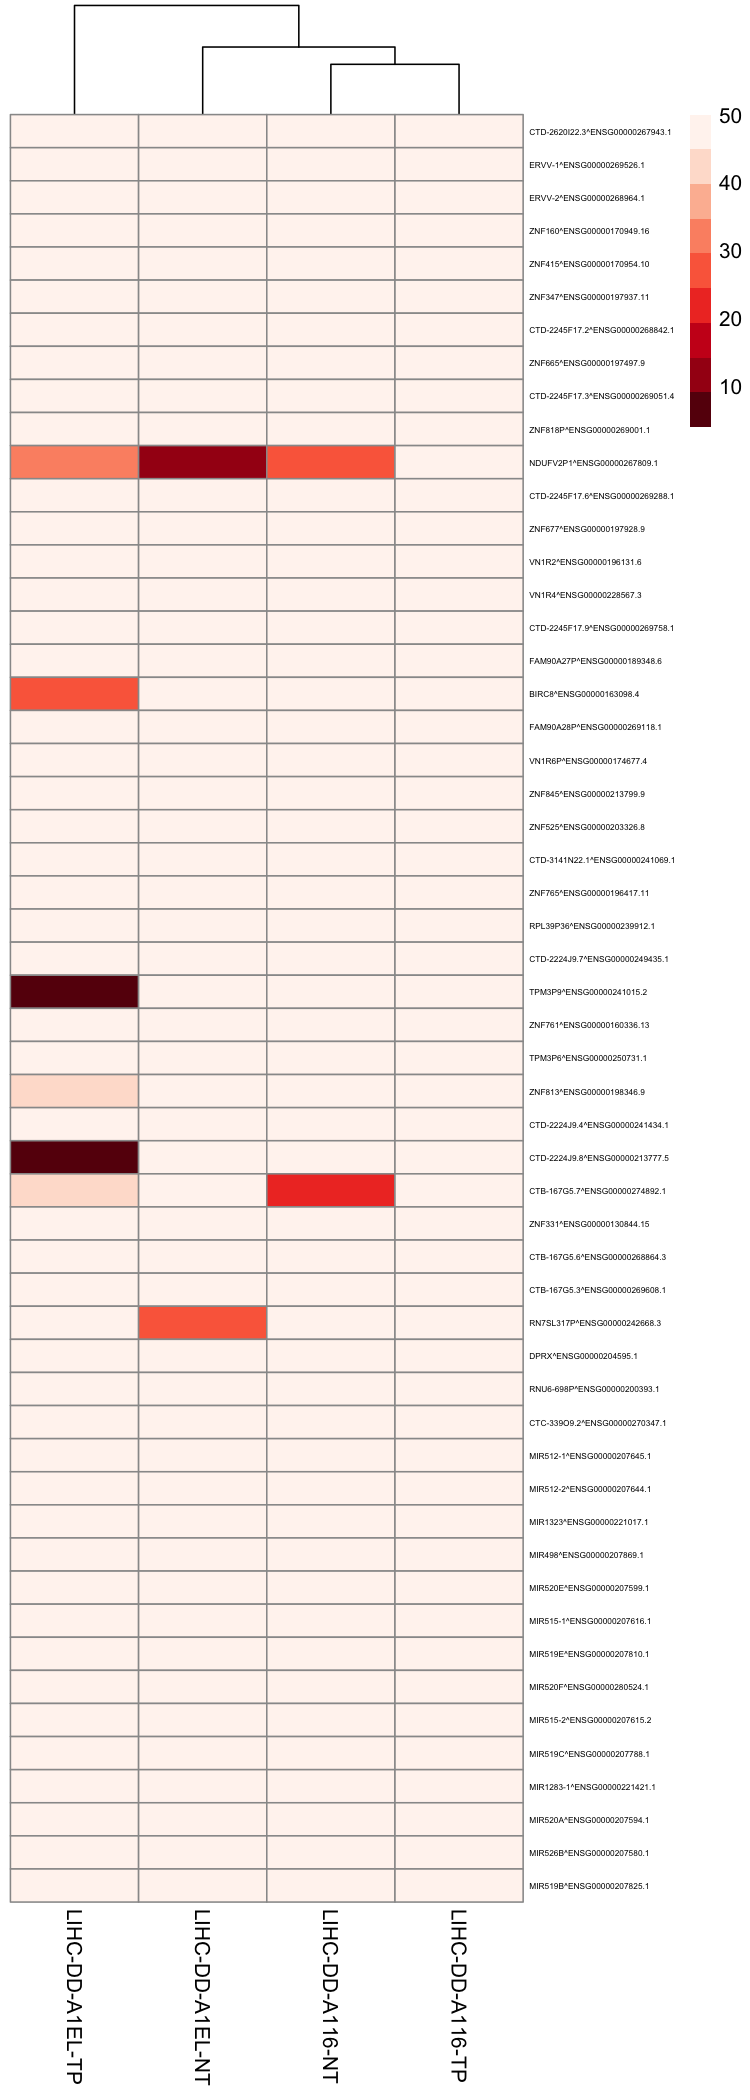 50
40
30
20
10
CTD-2620I22.3^ENSG00000267943.1
ERVV-1^ENSG00000269526.1
ERVV-2^ENSG00000268964.1
ZNF160^ENSG00000170949.16
ZNF415^ENSG00000170954.10
ZNF347^ENSG00000197937.11
CTD-2245F17.2^ENSG00000268842.1
ZNF665^ENSG00000197497.9
CTD-2245F17.3^ENSG00000269051.4
ZNF818P^ENSG00000269001.1
NDUFV2P1^ENSG00000267809.1
CTD-2245F17.6^ENSG00000269288.1
ZNF677^ENSG00000197928.9
VN1R2^ENSG00000196131.6
VN1R4^ENSG00000228567.3
CTD-2245F17.9^ENSG00000269758.1
FAM90A27P^ENSG00000189348.6
BIRC8^ENSG00000163098.4
FAM90A28P^ENSG00000269118.1
VN1R6P^ENSG00000174677.4
ZNF845^ENSG00000213799.9
ZNF525^ENSG00000203326.8
CTD-3141N22.1^ENSG00000241069.1
ZNF765^ENSG00000196417.11
RPL39P36^ENSG00000239912.1
CTD-2224J9.7^ENSG00000249435.1
TPM3P9^ENSG00000241015.2
ZNF761^ENSG00000160336.13
TPM3P6^ENSG00000250731.1
ZNF813^ENSG00000198346.9
CTD-2224J9.4^ENSG00000241434.1
CTD-2224J9.8^ENSG00000213777.5
CTB-167G5.7^ENSG00000274892.1
ZNF331^ENSG00000130844.15
CTB-167G5.6^ENSG00000268864.3
CTB-167G5.3^ENSG00000269608.1
RN7SL317P^ENSG00000242668.3
DPRX^ENSG00000204595.1
RNU6-698P^ENSG00000200393.1
CTC-339O9.2^ENSG00000270347.1
MIR512-1^ENSG00000207645.1
MIR512-2^ENSG00000207644.1
MIR1323^ENSG00000221017.1
MIR498^ENSG00000207869.1
MIR520E^ENSG00000207599.1
MIR515-1^ENSG00000207616.1
MIR519E^ENSG00000207810.1
MIR520F^ENSG00000280524.1
MIR515-2^ENSG00000207615.2
MIR519C^ENSG00000207788.1
MIR1283-1^ENSG00000221421.1
MIR520A^ENSG00000207594.1
MIR526B^ENSG00000207580.1
MIR519B^ENSG00000207825.1
LIHC-DD-A1EL-TP
LIHC-DD-A1EL-NT
LIHC-DD-A116-NT
LIHC-DD-A116-TP